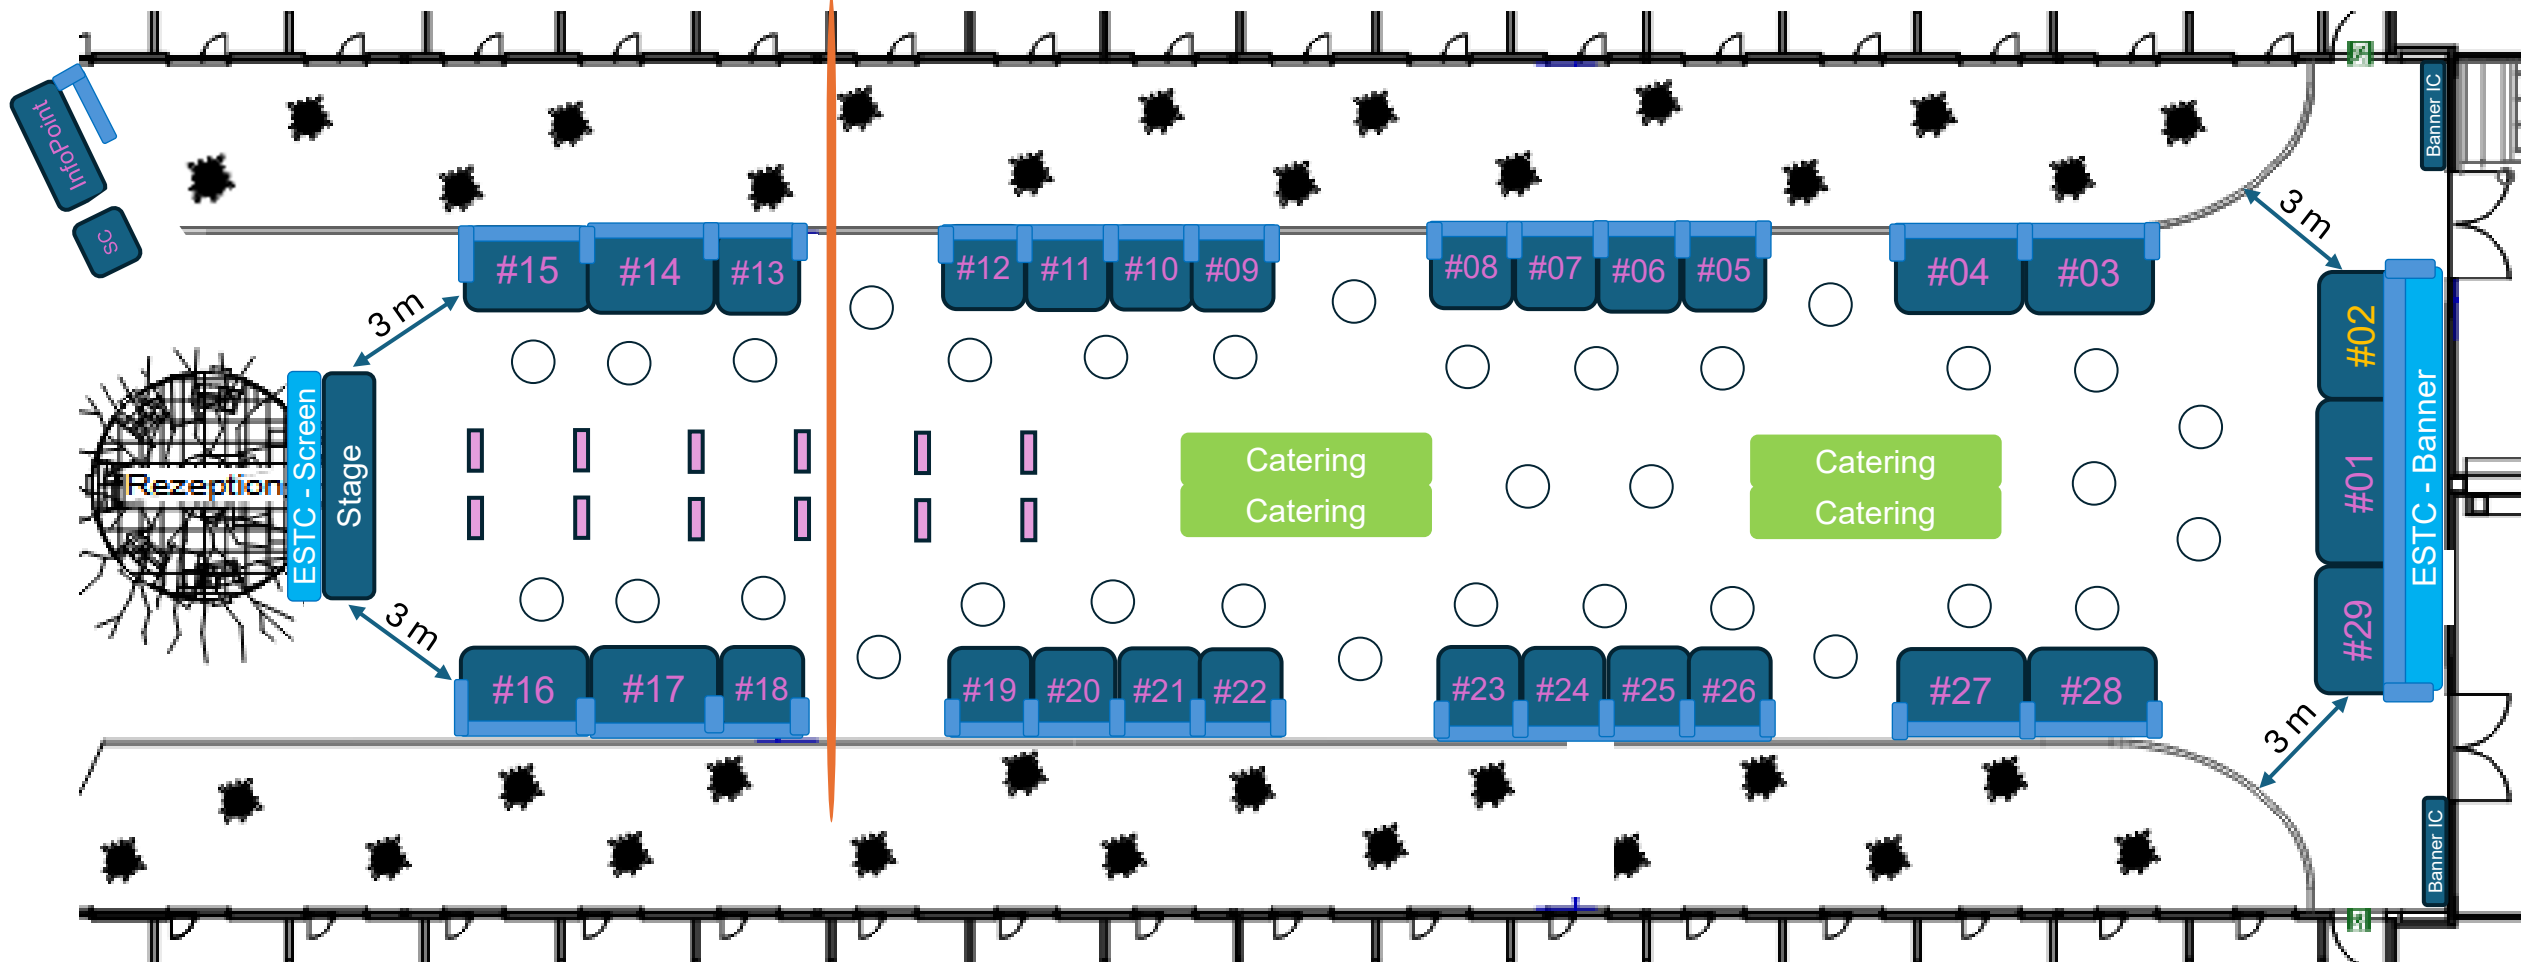 InfoPoint
SC
Banner IC
3 m
3 m
#15
#14
#13
#12
#11
#10
#09
#08
#07
#06
#05
#04
#03
#02
#01
#29
ESTC - Banner
Rezeption
ESTC - Screen
Stage
Catering
Catering
Catering
Catering
3 m
3 m
#16
#17
#18
#19
#20
#21
#22
#23
#24
#25
#26
#27
#28
Banner IC